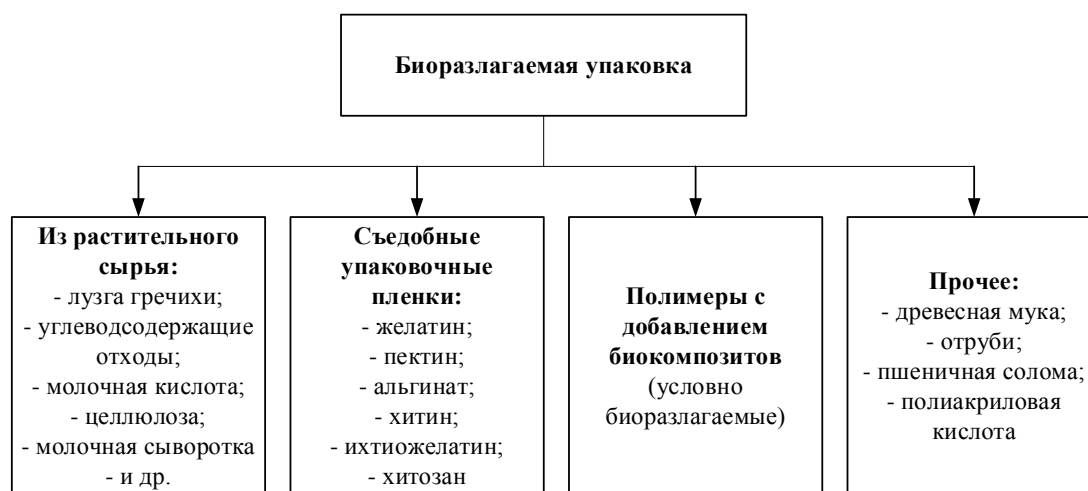 Биоразлагаемая упаковка
Из растительного
сырья:
- лузга гречихи;
- углеводсодержащие
отходы;
- молочная кислота;
- целлюлоза;
- молочная сыворотка
- и др.
Съедобные
упаковочные
пленки:
- желатин;
- пектин;
- альгинат;
- хитин;
- ихтиожелатин;
- хитозан
Полимеры с
добавлением
биокомпозитов
(условно
биоразлагаемые)
Прочее:
- древесная мука;
- отруби;
- пшеничная солома;
- полиакриловая
кислота